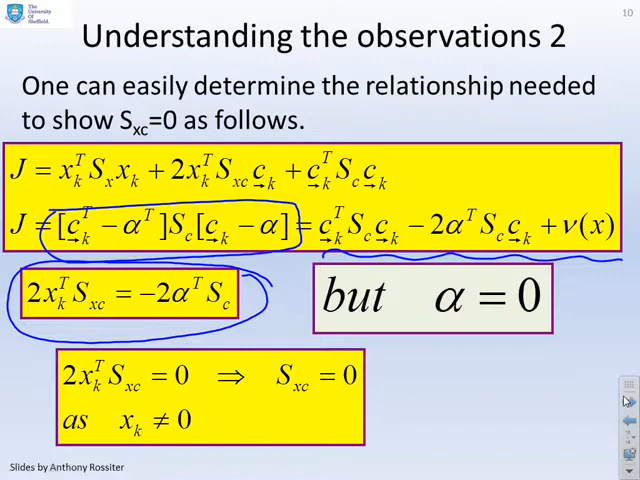 The University Of Sheffield.
10
Understanding the observations 2
One can easily determine the relationship needed
to show S_xc=0 as follows.
J = x_k^T S_x x_k + 2x_k^T S_xc c_k + c_k^T S_c c_k
J = [c_k^T − α^T]S_c[c_k − α] = c_k^T S_c c_k − 2α^T S_c c_k + ν(x)
2x_k^T S_xc = −2α^T S_c
but α = 0
2x_k^T S_xc = 0 ⇒ S_xc = 0
as x_k ≠ 0
Slides by Anthony Rossiter